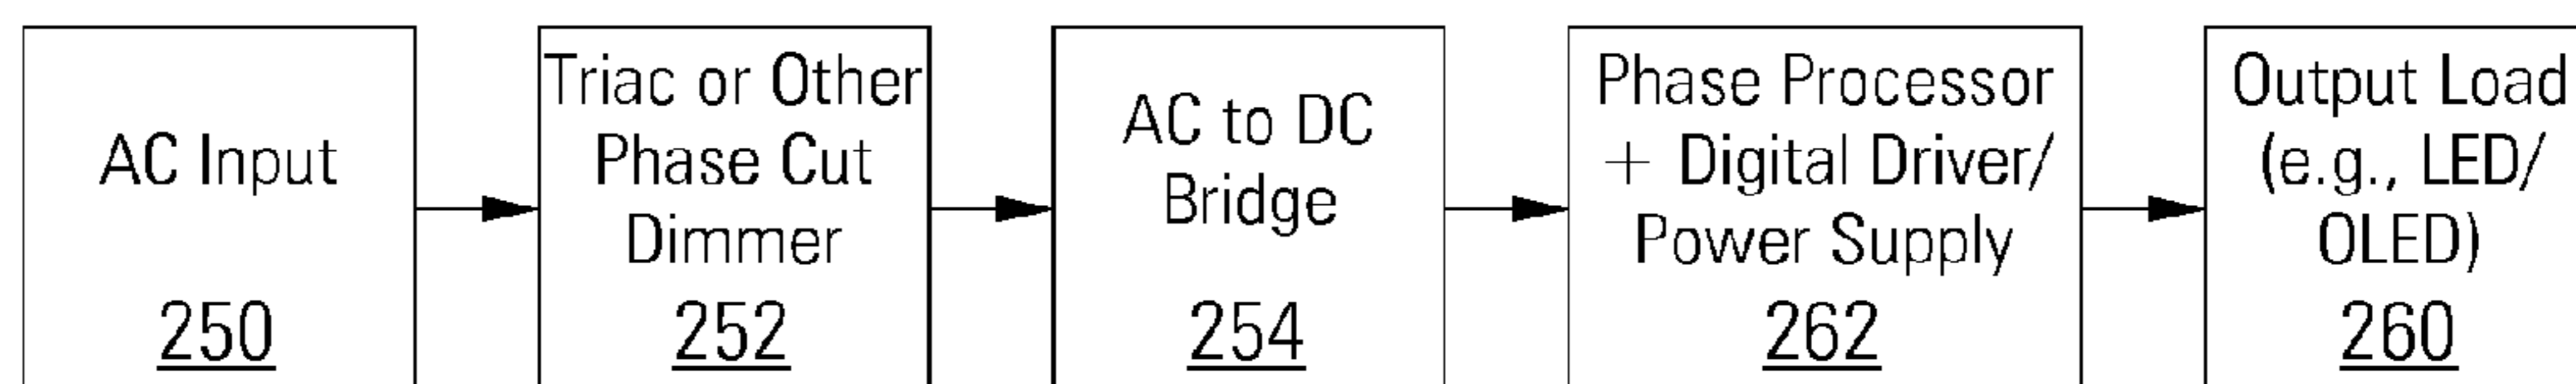 AC Input
250
Triac or Other
Phase Cut
Dimmer
252
AC to DC
Bridge
254
Phase Processor
+ Digital Driver/
Power Supply
262
Output Load
(e.g., LED/
OLED)
260